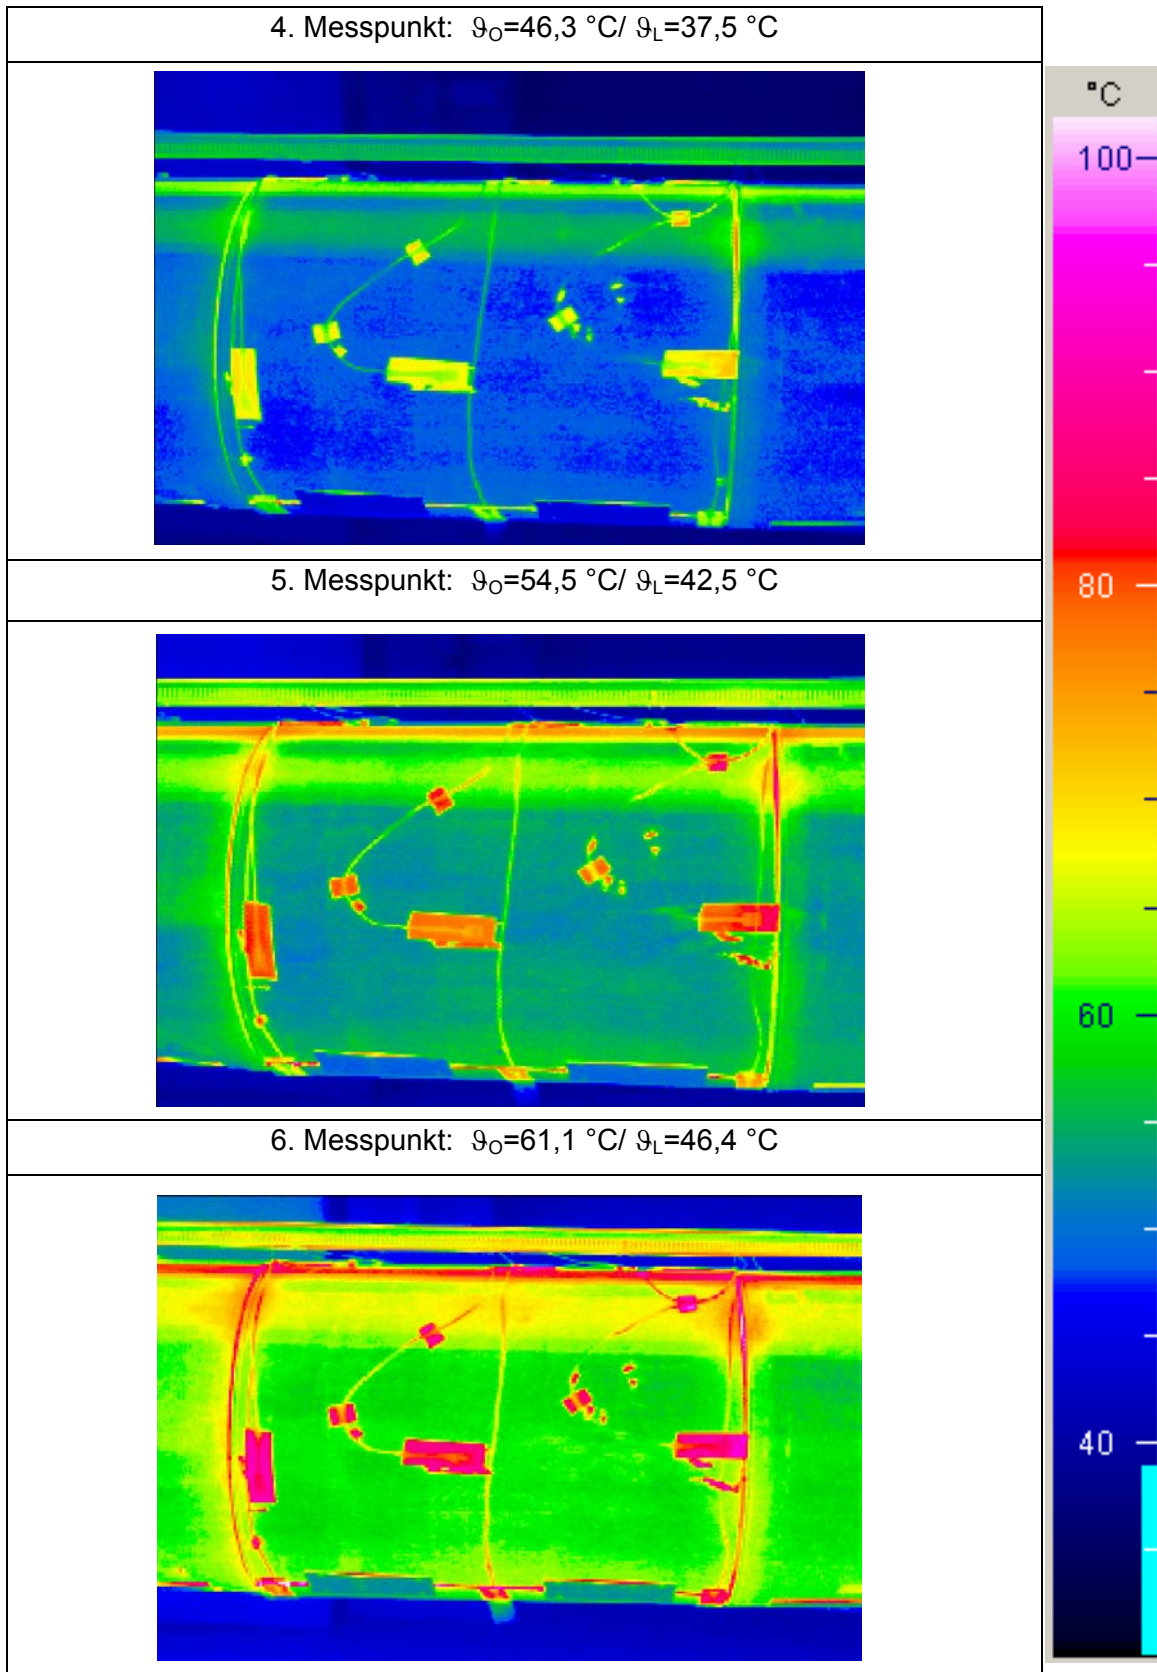 4. Messpunkt: ϑO=46,3 °C/ ϑL=37,5 °C
°C
100
5. Messpunkt: ϑO=54,5 °C/ ϑL=42,5 °C
80
60
6. Messpunkt: ϑO=61,1 °C/ ϑL=46,4 °C
40